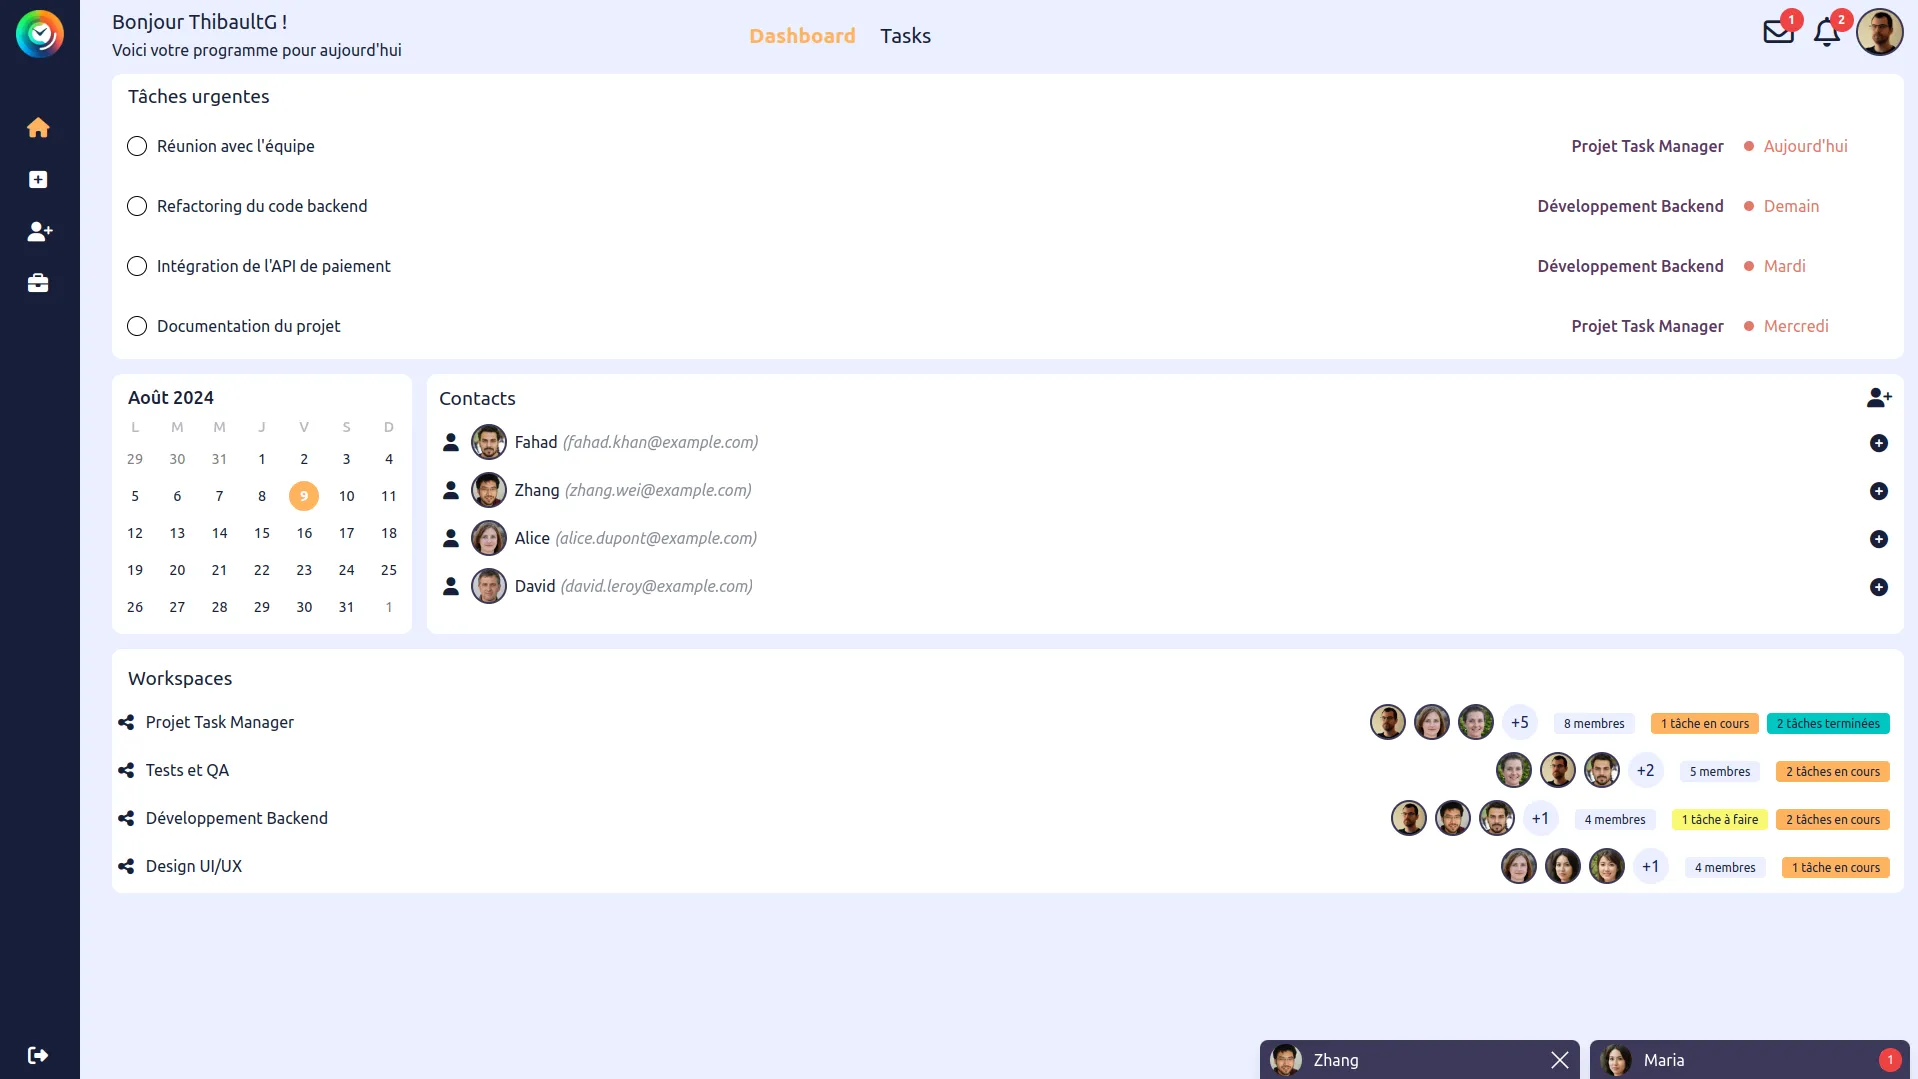 Bonjour ThibaultG !
Voici votre programme pour aujourd'hui
Dashboard Tasks
1 2
Tâches urgentes
Réunion avec l'équipe Projet Task Manager Aujourd'hui
Refactoring du code backend Développement Backend Demain
Intégration de l'API de paiement Développement Backend Mardi
Documentation du projet Projet Task Manager Mercredi
Août 2024
L M M J V S D
29 30 31 1 2 3 4
5 6 7 8 9 10 11
12 13 14 15 16 17 18
19 20 21 22 23 24 25
26 27 28 29 30 31 1
Contacts
Fahad (fahad.khan@example.com)
Zhang (zhang.wei@example.com)
Alice (alice.dupont@example.com)
David (david.leroy@example.com)
Workspaces
Projet Task Manager +5 8 membres 1 tâche en cours 2 tâches terminées
Tests et QA +2 5 membres 2 tâches en cours
Développement Backend +1 4 membres 1 tâche à faire 2 tâches en cours
Design UI/UX +1 4 membres 1 tâche en cours
Zhang Maria 1